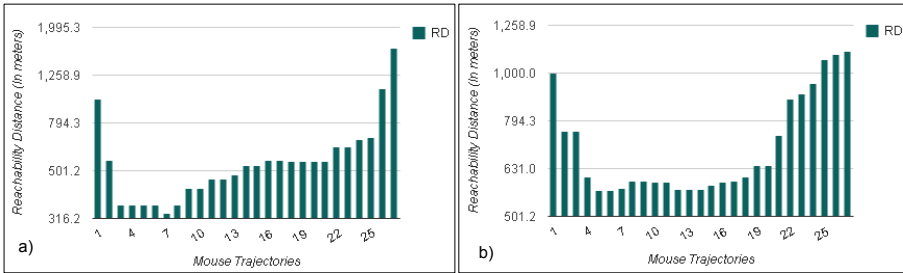 Reachability Distance (In meters)
1,995.3
1,258.9
794.3
501.2
316.2
RD
1 4 7 10 13 16 19 22 25
Mouse Trajectories
a)
Reachability Distance (In meters)
1,258.9
1,000.0
794.3
631.0
501.2
RD
1 4 7 10 13 16 19 22 25
Mouse Trajectories
b)